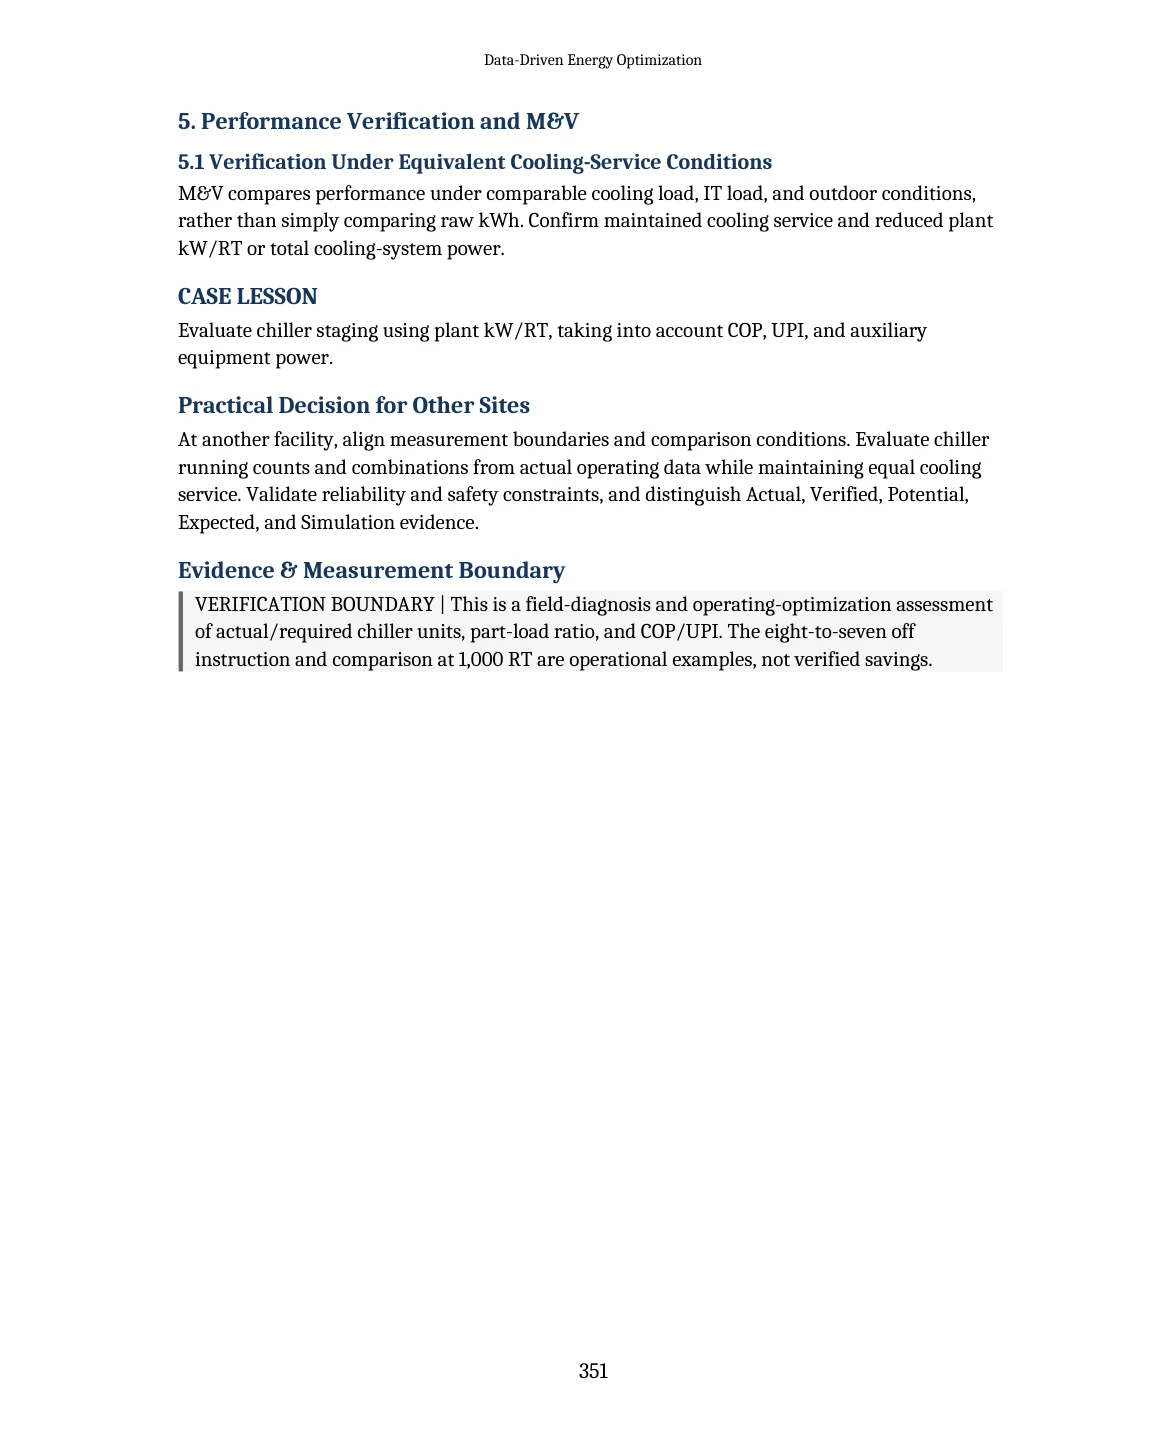 Data-Driven Energy Optimization
5. Performance Verification and M&V
5.1 Verification Under Equivalent Cooling-Service Conditions
M&V compares performance under comparable cooling load, IT load, and outdoor conditions,
rather than simply comparing raw kWh. Confirm maintained cooling service and reduced plant
kW/RT or total cooling-system power.
CASE LESSON
Evaluate chiller staging using plant kW/RT, taking into account COP, UPI, and auxiliary
equipment power.
Practical Decision for Other Sites
At another facility, align measurement boundaries and comparison conditions. Evaluate chiller
running counts and combinations from actual operating data while maintaining equal cooling
service. Validate reliability and safety constraints, and distinguish Actual, Verified, Potential,
Expected, and Simulation evidence.
Evidence & Measurement Boundary
VERIFICATION BOUNDARY | This is a field-diagnosis and operating-optimization assessment
of actual/required chiller units, part-load ratio, and COP/UPI. The eight-to-seven off
instruction and comparison at 1,000 RT are operational examples, not verified savings.
351